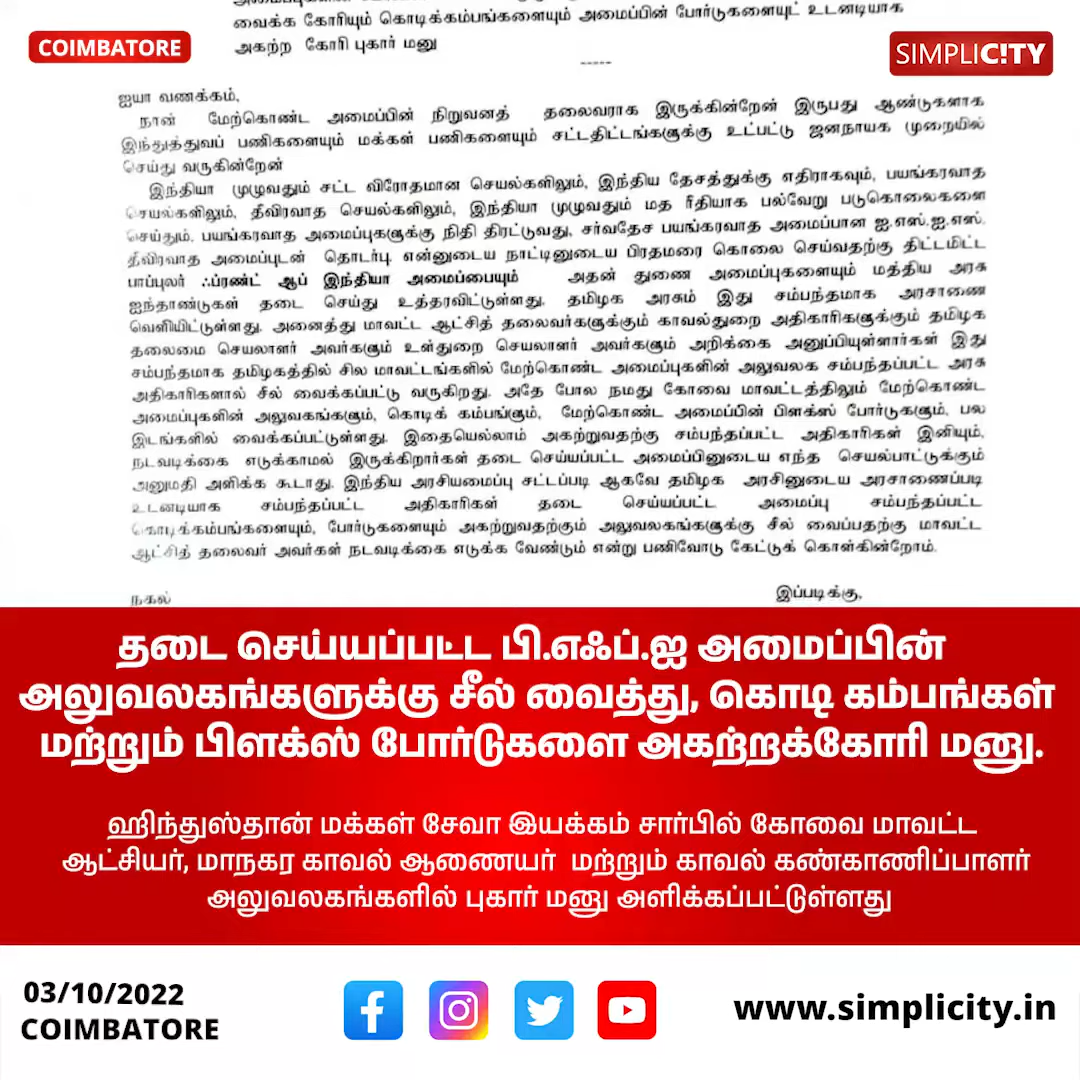 வைக்க கோரியும் கொடிக்கம்பங்களையும் அமைப்பின் போர்டுகளையுட் உடனடியாக
COIMBATORE
SIMPLIC!TY
அகற்ற கோரி புகார் மனு
-----
ஐயா வணக்கம்,
நான் மேற்கொண்ட அமைப்பின் நிறுவனத் தலைவராக இருக்கின்றேன் இருபது ஆண்டுகளாக
இந்துத்துவப் பணிகளையும் மக்கள் பணிகளையும் சட்டதிட்டங்களுக்கு உட்பட்டு ஜனநாயக முறையில்
செய்து வருகின்றேன்
இந்தியா முழுவதும் சட்ட விரோதமான செயல்களிலும், இந்திய தேசத்துக்கு எதிராகவும், பயங்கரவாத
செயல்களிலும், தீவிரவாத செயல்களிலும், இந்தியா முழுவதும் மத ரீதியாக பல்வேறு படுகொலைகளை
செய்தும், பயங்கரவாத அமைப்புகளுக்கு நிதி திரட்டுவது, சர்வதேச பயங்கரவாத அமைப்பான ஐ.எஸ்.ஐ.எஸ்.
தீவிரவாத அமைப்புடன் தொடர்பு என்னுடைய நாட்டினுடைய பிரதமரை கொலை செய்வதற்கு திட்டமிட்ட
பாப்புலர் ஃப்ரண்ட் ஆப் இந்தியா அமைப்பையும் அதன் துணை அமைப்புகளையும் மத்திய அரசு
ஐந்தாண்டுகள் தடை செய்து உத்தரவிட்டுள்ளது. தமிழக அரசும் இது சம்பந்தமாக அரசாணை
வெளியிட்டுள்ளது. அனைத்து மாவட்ட ஆட்சித் தலைவர்களுக்கும் காவல்துறை அதிகாரிகளுக்கும் தமிழக
தலைமை செயலாளர் அவர்களும் உள்துறை செயலாளர் அவர்களும் அறிக்கை அனுப்பியுள்ளார்கள் இது
சம்பந்தமாக தமிழகத்தில் சில மாவட்டங்களில் மேற்கொண்ட அமைப்புகளின் அலுவலக சம்பந்தப்பட்ட அரசு
அதிகாரிகளால் சீல் வைக்கப்பட்டு வருகிறது. அதே போல நமது கோவை மாவட்டத்திலும் மேற்கொண்ட
அமைப்புகளின் அலுவகங்களும், கொடிக் கம்பங்ளும், மேற்கொண்ட அமைப்பின் பிளக்ஸ் போர்டுகளும், பல
இடங்களில் வைக்கப்பட்டுள்ளது. இதையெல்லாம் அகற்றுவதற்கு சம்பந்தப்பட்ட அதிகாரிகள் இனியும்,
நடவடிக்கை எடுக்காமல் இருக்கிறார்கள் தடை செய்யப்பட்ட அமைப்பினுடைய எந்த செயல்பாட்டுக்கும்
அனுமதி அளிக்க கூடாது. இந்திய அரசியமைப்பு சட்டப்படி ஆகவே தமிழக அரசினுடைய அரசாணைப்படி
உடனடியாக சம்பந்தப்பட்ட அதிகாரிகள் தடை செய்யப்பட்ட அமைப்பு சம்பந்தப்பட்ட
கொடிக்கம்பங்களையும், போர்டுகளையும் அகற்றுவதற்கும் அலுவலகங்களுக்கு சீல் வைப்பதற்கு மாவட்ட
ஆட்சித் தலைவர் அவர்கள் நடவடிக்கை எடுக்க வேண்டும் என்று பணிவோடு கேட்டுக் கொள்கின்றோம்.
நகல் இப்படிக்கு,
தடை செய்யப்பட்ட பி.எஃப்.ஐ அமைப்பின்
அலுவலகங்களுக்கு சீல் வைத்து, கொடி கம்பங்கள்
மற்றும் பிளக்ஸ் போர்டுகளை அகற்றக்கோரி மனு.
ஹிந்துஸ்தான் மக்கள் சேவா இயக்கம் சார்பில் கோவை மாவட்ட
ஆட்சியர், மாநகர காவல் ஆணையர் மற்றும் காவல் கண்காணிப்பாளர்
அலுவலகங்களில் புகார் மனு அளிக்கப்பட்டுள்ளது
03/10/2022
COIMBATORE
www.simplicity.in